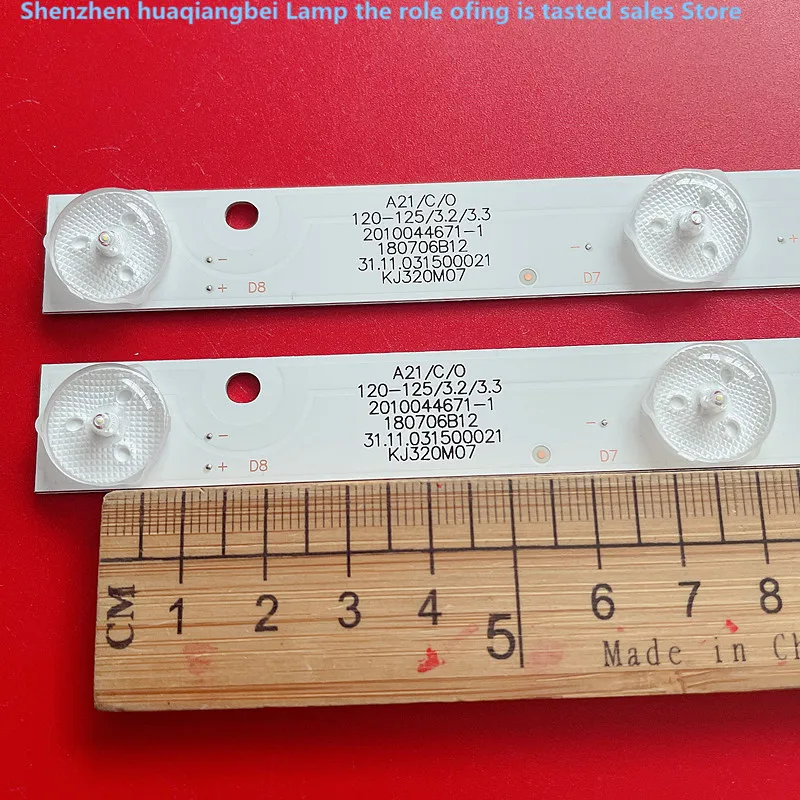 Shenzhen huaqiangbei Lamp the role ofing is tasted sales Store
A21/C/O
120-125/3.2/3.3
2010044671-1
180706B12
31.11.031500021
KJ320M07
-
+ D8
- D7
+
A21/C/O
120-125/3.2/3.3
2010044671-1
180706B12
31.11.031500021
KJ320M07
-
+ D8
- D7
CM 1 2 3 4 5 6 7 8
Made in